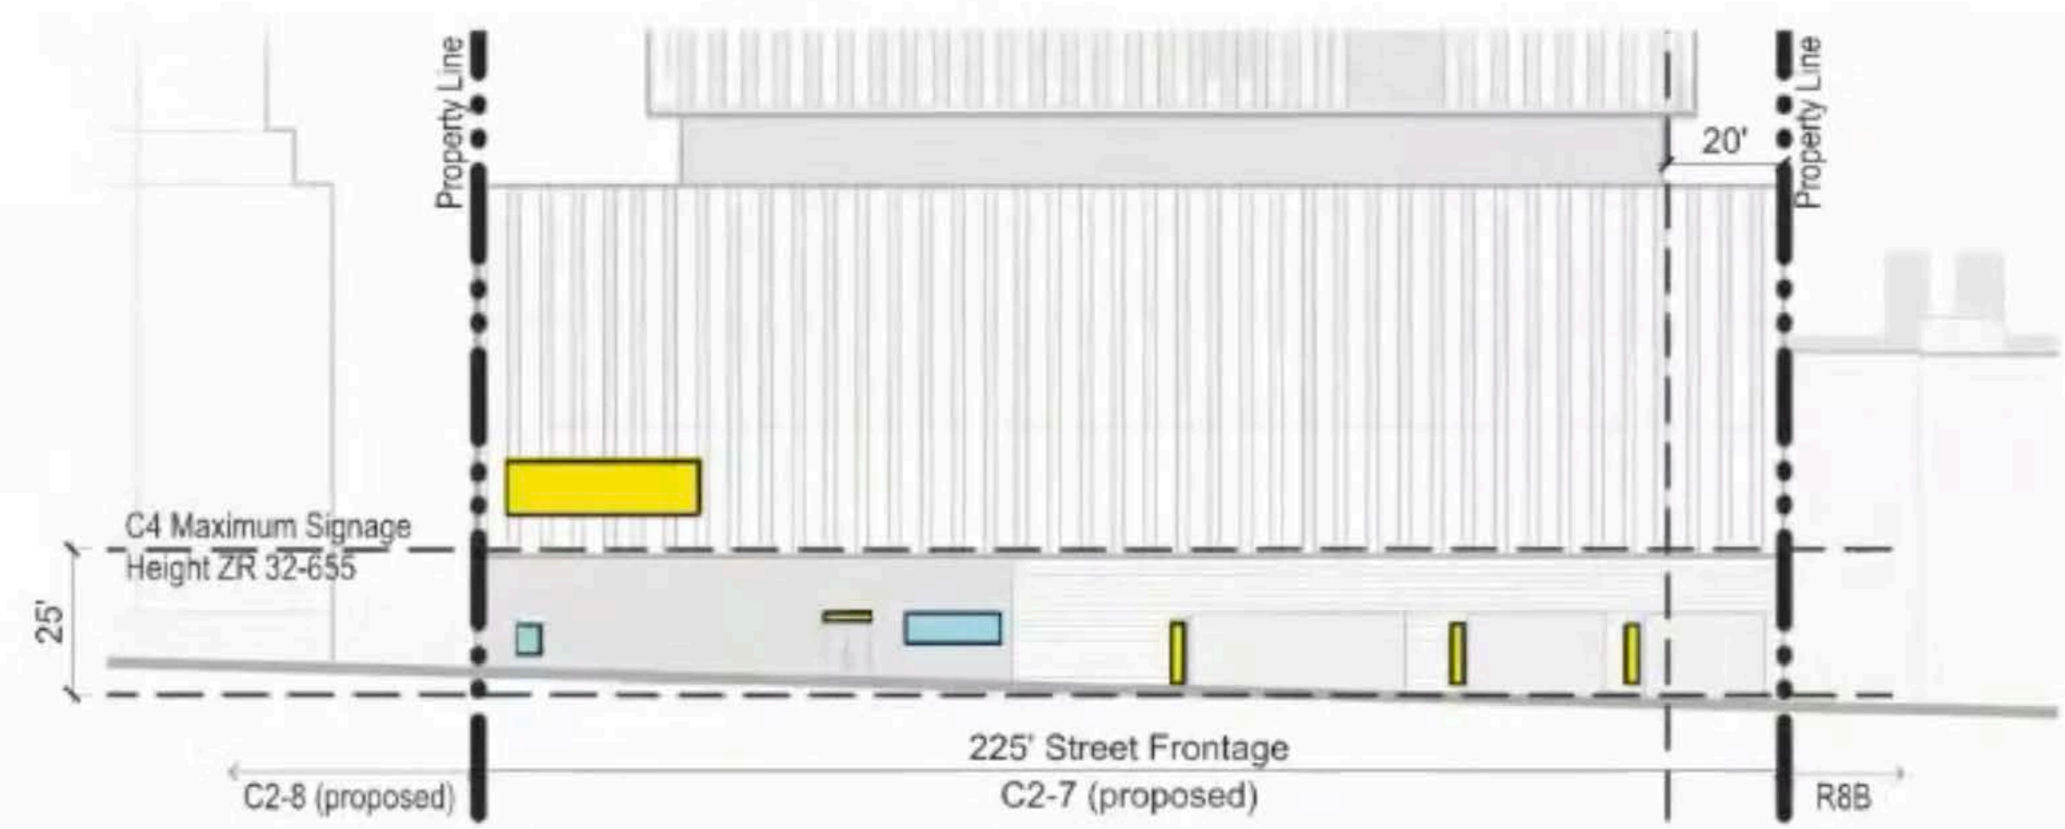 Property Line
Property Line
20'
C4 Maximum Signage
Height ZR 32-655
25'
225' Street Frontage
C2-8 (proposed)
C2-7 (proposed)
R8B